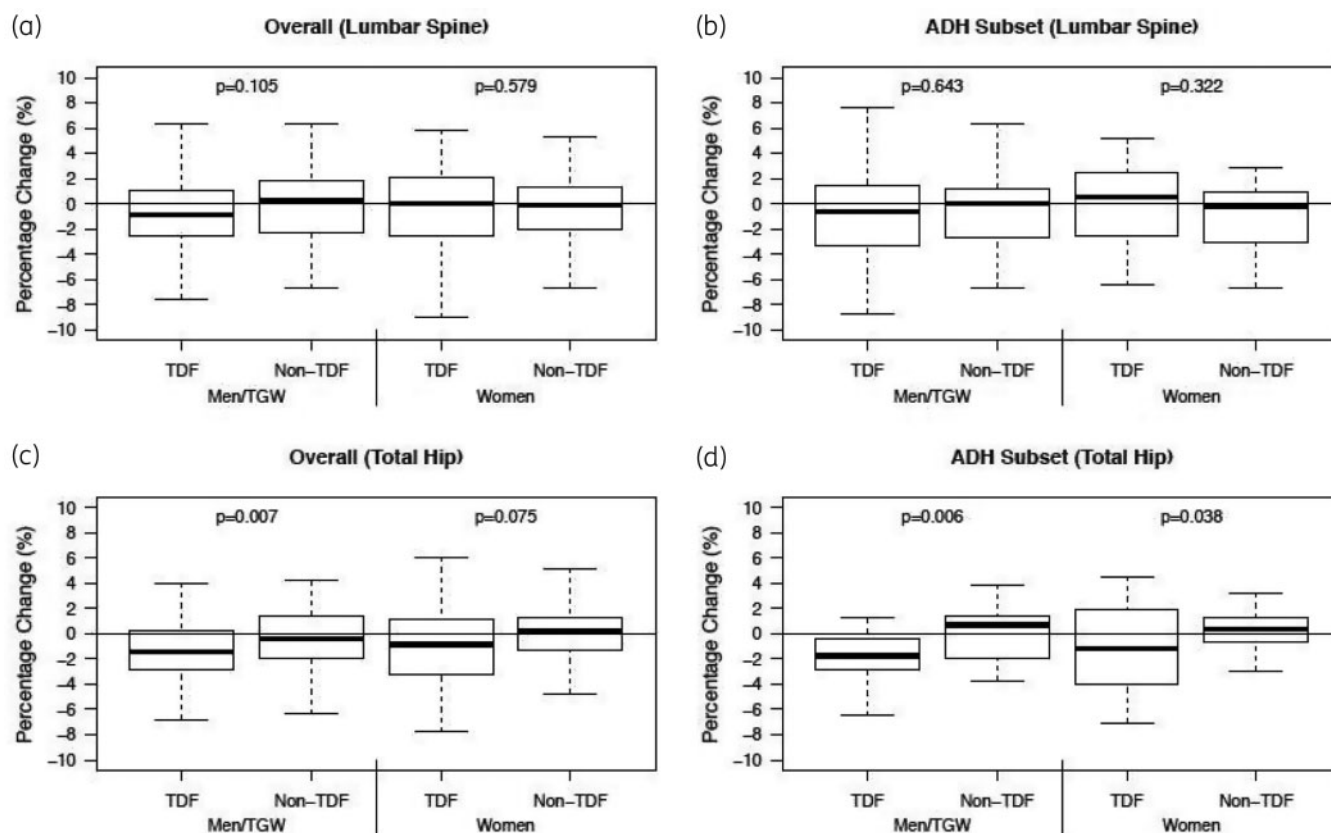 (a)
Overall (Lumbar Spine)
Percentage Change (%)
10
8
6
4
2
0
−2
−4
−6
−8
−10
p=0.105
p=0.579
TDF
Non−TDF
TDF
Non−TDF
Men/TGW
Women
(b)
ADH Subset (Lumbar Spine)
Percentage Change (%)
10
8
6
4
2
0
−2
−4
−6
−8
−10
p=0.643
p=0.322
TDF
Non−TDF
TDF
Non−TDF
Men/TGW
Women
(c)
Overall (Total Hip)
Percentage Change (%)
10
8
6
4
2
0
−2
−4
−6
−8
−10
p=0.007
p=0.075
TDF
Non−TDF
TDF
Non−TDF
Men/TGW
Women
(d)
ADH Subset (Total Hip)
Percentage Change (%)
10
8
6
4
2
0
−2
−4
−6
−8
−10
p=0.006
p=0.038
TDF
Non−TDF
TDF
Non−TDF
Men/TGW
Women